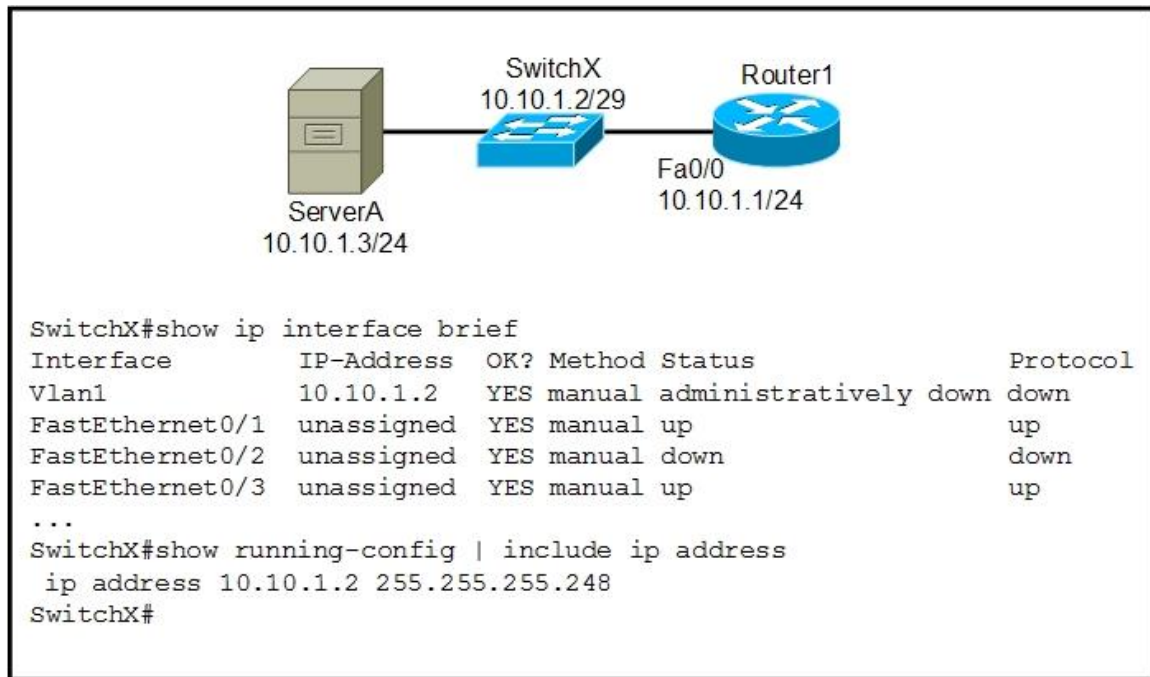 SwitchX
10.10.1.2/29
Router1
Fa0/0
10.10.1.1/24
ServerA
10.10.1.3/24
SwitchX#show ip interface brief
Interface IP-Address OK? Method Status Protocol
Vlan1 10.10.1.2 YES manual administratively down down
FastEthernet0/1 unassigned YES manual up up
FastEthernet0/2 unassigned YES manual down down
FastEthernet0/3 unassigned YES manual up up
...
SwitchX#show running-config | include ip address
ip address 10.10.1.2 255.255.255.248
SwitchX#